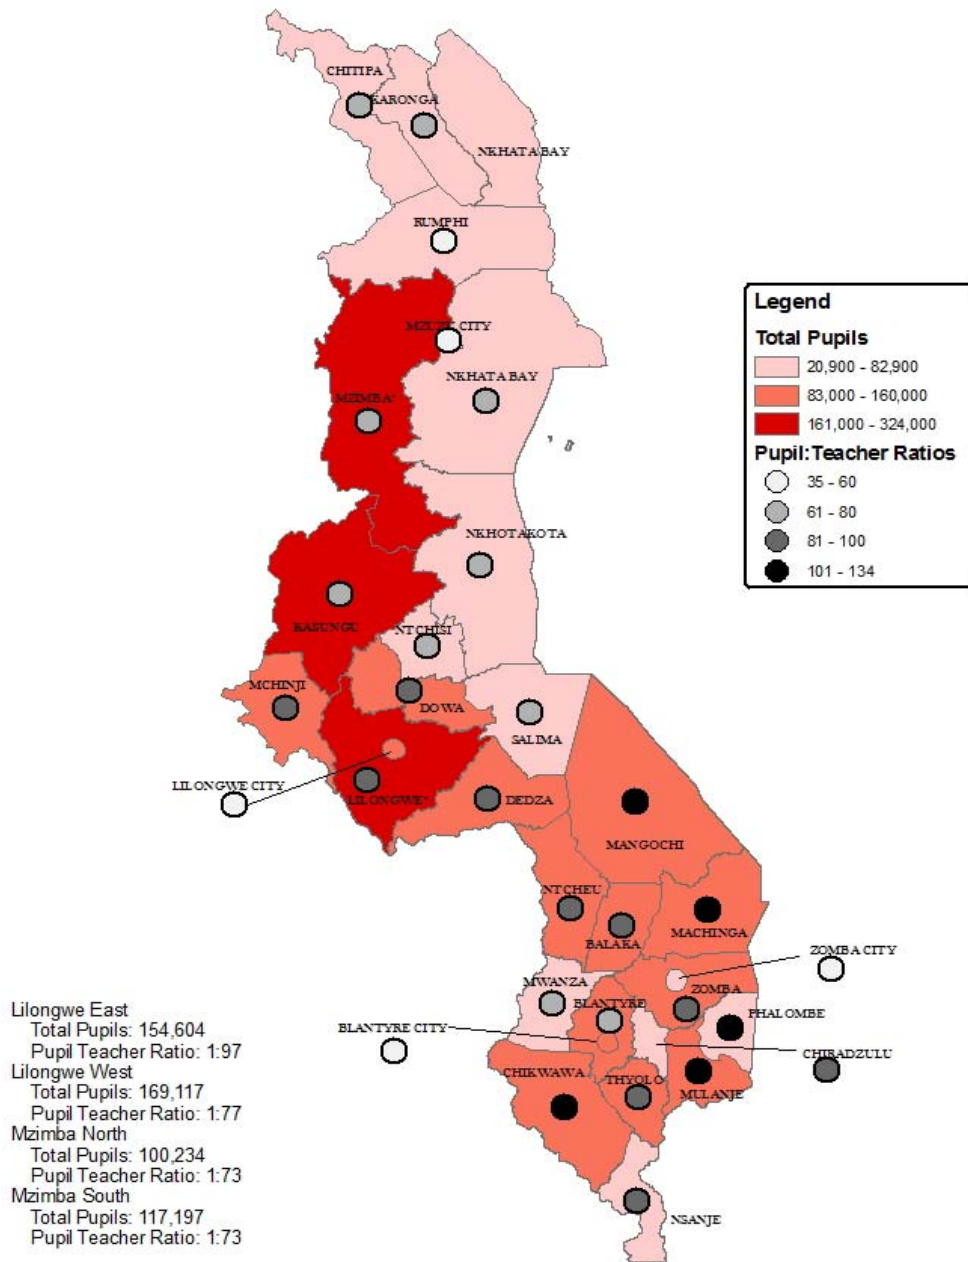 CHITIPA
KARONGA
NKHATA BAY
RUMPHI
MZUZU CITY
NKHATA BAY
MZIMBA*
NKHOTAKOTA
KASUNGU
NTCHISI
MCHINJI
DOWA
SALIMA
LILONGWE CITY
LILONGWE*
DEDZA
MANGOCHI
NTCHEU
BALAKA
MACHINGA
ZOMBA CITY
MWANZA
BLANTYRE
ZOMBA
PHALOMBE
BLANTYRE CITY
CHIRADZULU
CHIKWAWA
THYOLO
MULANJE
NSANJE
Legend
Total Pupils
20,900 - 82,900
83,000 - 160,000
161,000 - 324,000
Pupil:Teacher Ratios
35 - 60
61 - 80
81 - 100
101 - 134
Lilongwe East
Total Pupils: 154,604
Pupil Teacher Ratio: 1:97
Lilongwe West
Total Pupils: 169,117
Pupil Teacher Ratio: 1:77
Mzimba North
Total Pupils: 100,234
Pupil Teacher Ratio: 1:73
Mzimba South
Total Pupils: 117,197
Pupil Teacher Ratio: 1:73